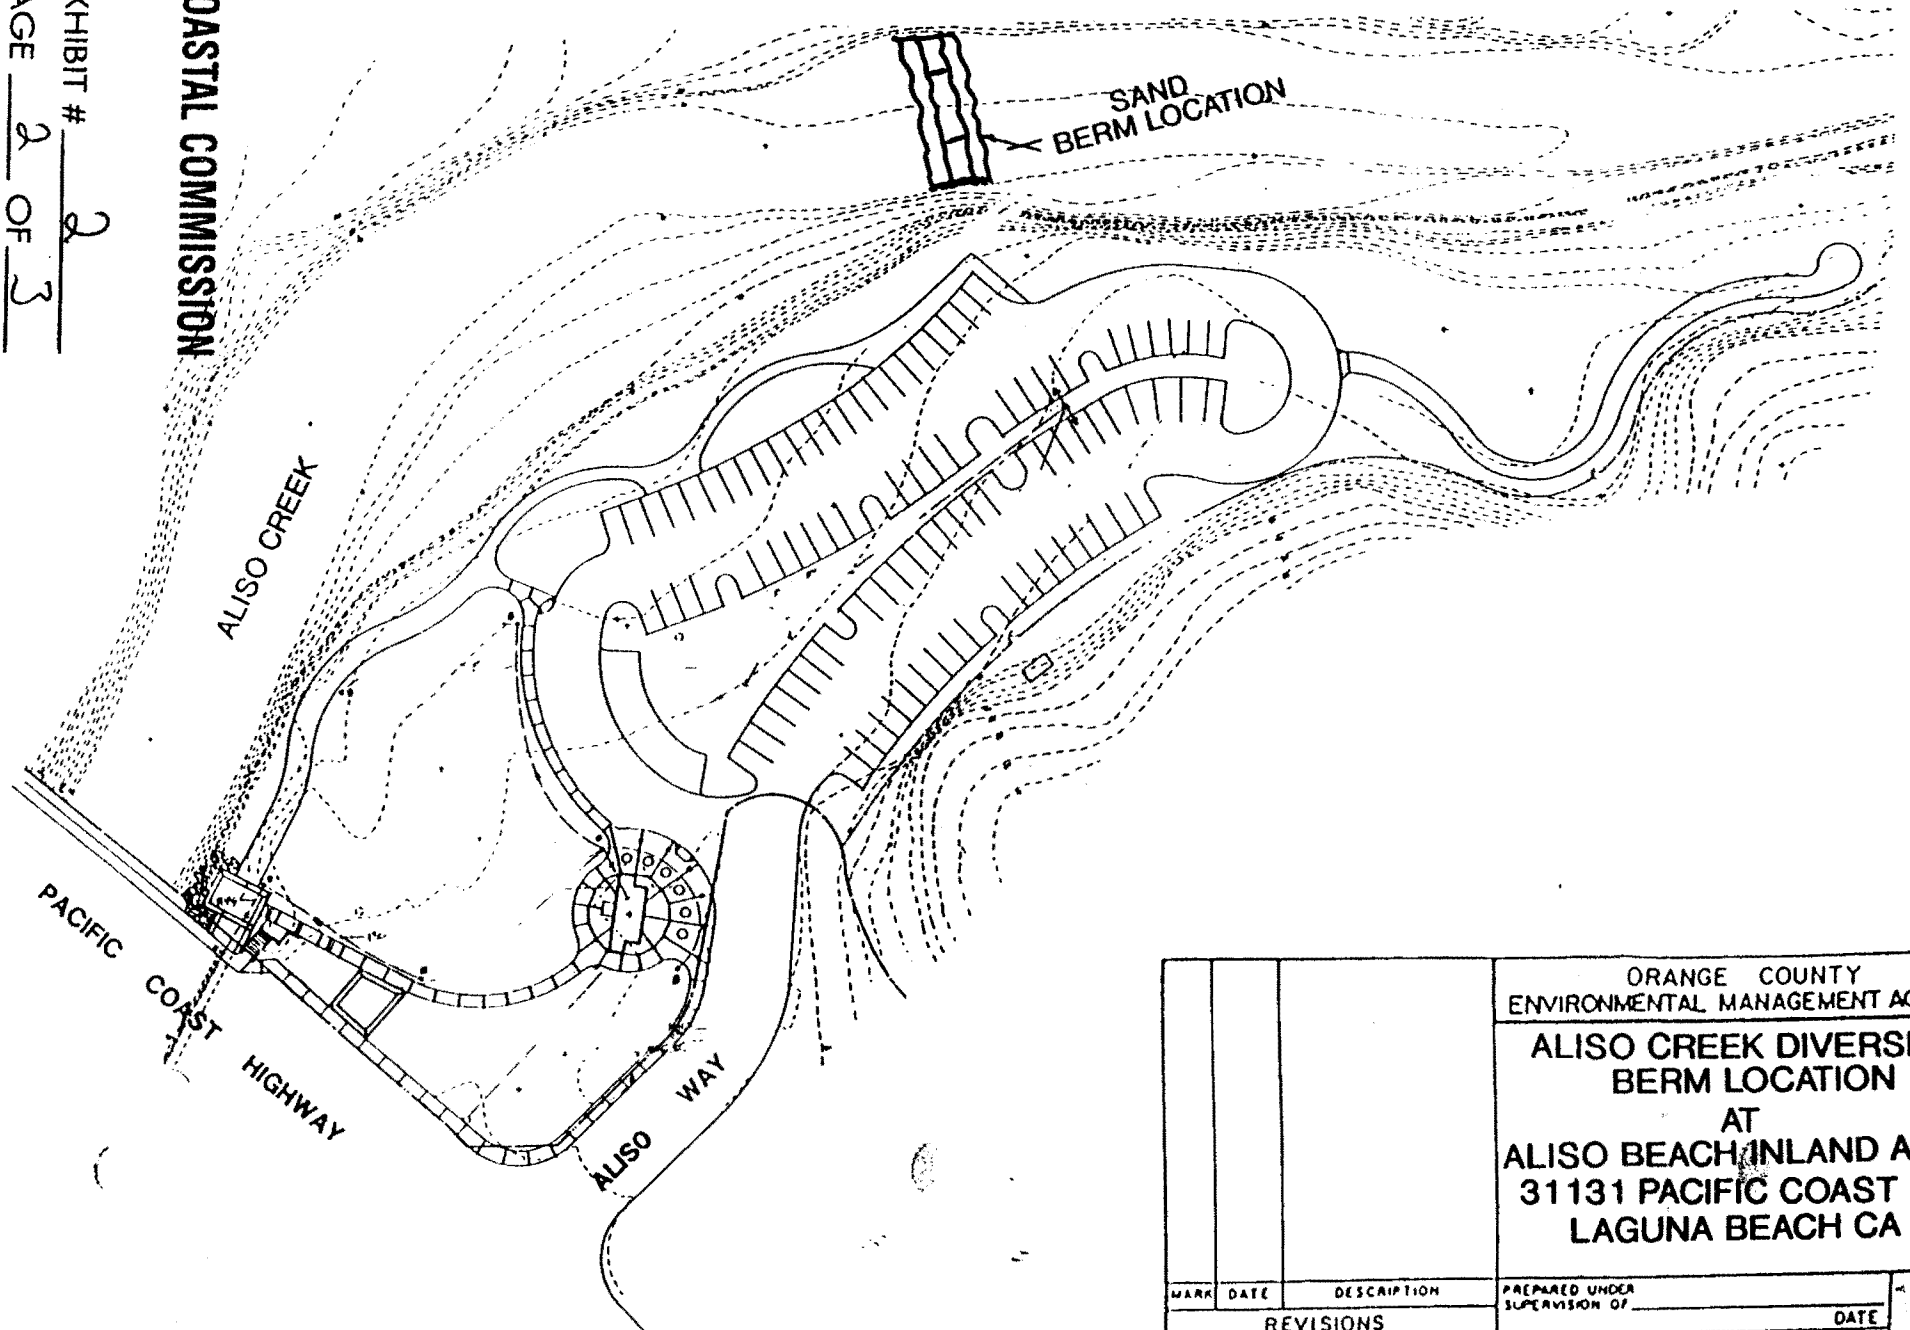 OASTAL COMMISSION
XHIBIT # 2
AGE 2 OF 3
SAND
BERM LOCATION
ALISO CREEK
PACIFIC COAST HIGHWAY
ALISO WAY
ORANGE COUNTY
ENVIRONMENTAL MANAGEMENT AG
ALISO CREEK DIVERSI
BERM LOCATION
AT
ALISO BEACH INLAND A
31131 PACIFIC COAST
LAGUNA BEACH CA
MARK DATE DESCRIPTION
REVISIONS
PREPARED UNDER
SUPERVISION OF
DATE